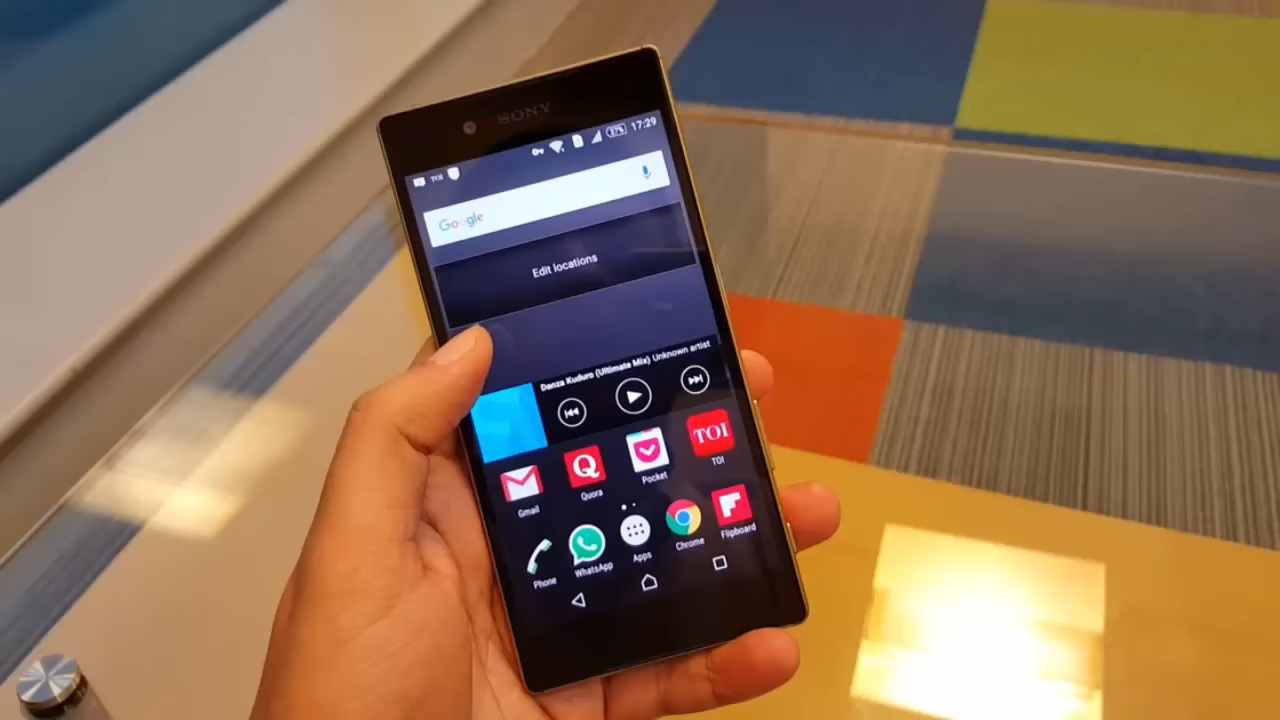 SONY
TOI 37% 17:29
Google
Edit locations
Danza Kuduro (Ultimate Mix) Unknown artist
TOI
Gmail Quora Pocket TOI
Phone WhatsApp Apps Chrome Flipboard